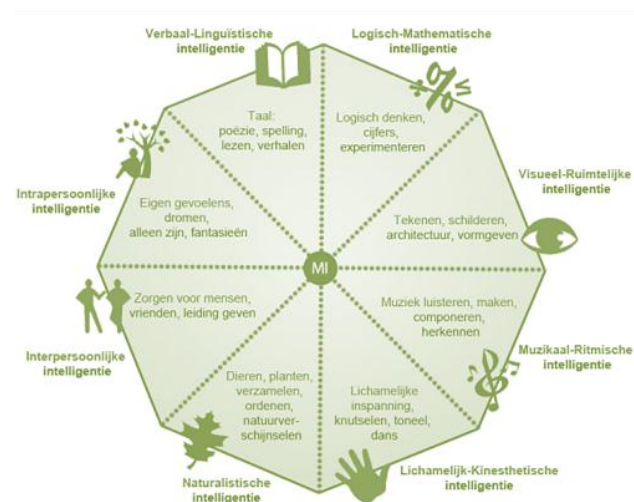 Verbaal-Linguïstische
intelligentie
Logisch-Mathematische
intelligentie
Taal:
poëzie, spelling,
lezen, verhalen
Logisch denken,
cijfers,
experimenteren
Visueel-Ruimtelijke
intelligentie
Intrapersoonlijke
intelligentie
Eigen gevoelens,
dromen,
alleen zijn, fantasieën
Tekenen, schilderen,
architectuur, vormgeven
MI
Zorgen voor mensen,
vrienden, leiding geven
Muziek luisteren, maken,
componeren,
herkennen
Interpersoonlijke
intelligentie
Muzikaal-Ritmische
intelligentie
Dieren, planten,
verzamelen,
ordenen,
natuurver-
schijnselen
Lichamelijke
inspanning,
knutselen, toneel,
dans
Naturalistische
intelligentie
Lichamelijk-Kinesthetische
intelligentie